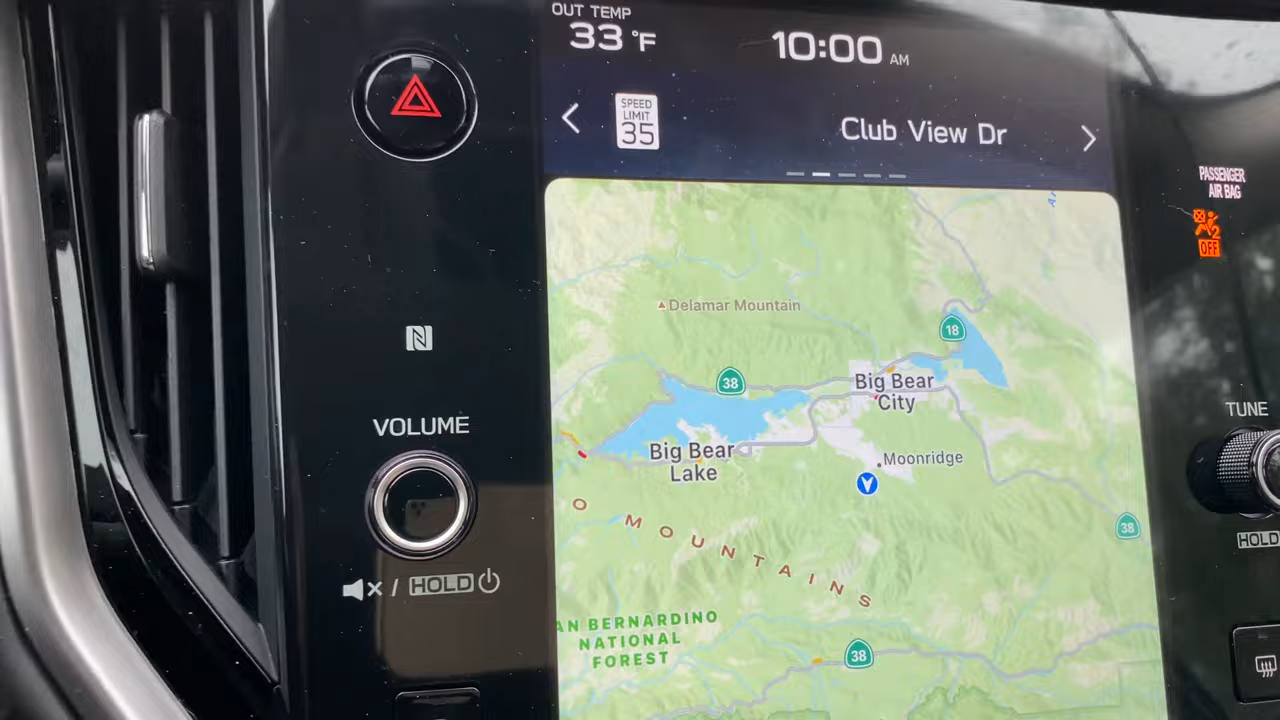 OUT TEMP
33 °F
10:00 AM
SPEED
LIMIT
35
Club View Dr
PASSENGER
AIR BAG
2
OFF
Delamar Mountain
18
38
Big Bear
City
Big Bear
Lake
Moonridge
VOLUME
TUNE
O MOUNTAINS
38
HOLD
/ HOLD
AN BERNARDINO
NATIONAL
FOREST
38